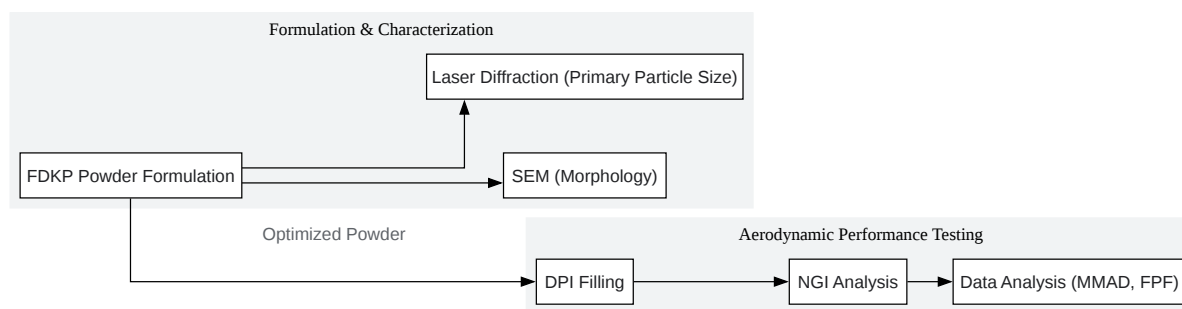 Formulation & Characterization
Laser Diffraction (Primary Particle Size)
FDKP Powder Formulation
SEM (Morphology)
Optimized Powder
Aerodynamic Performance Testing
DPI Filling
NGI Analysis
Data Analysis (MMAD, FPF)